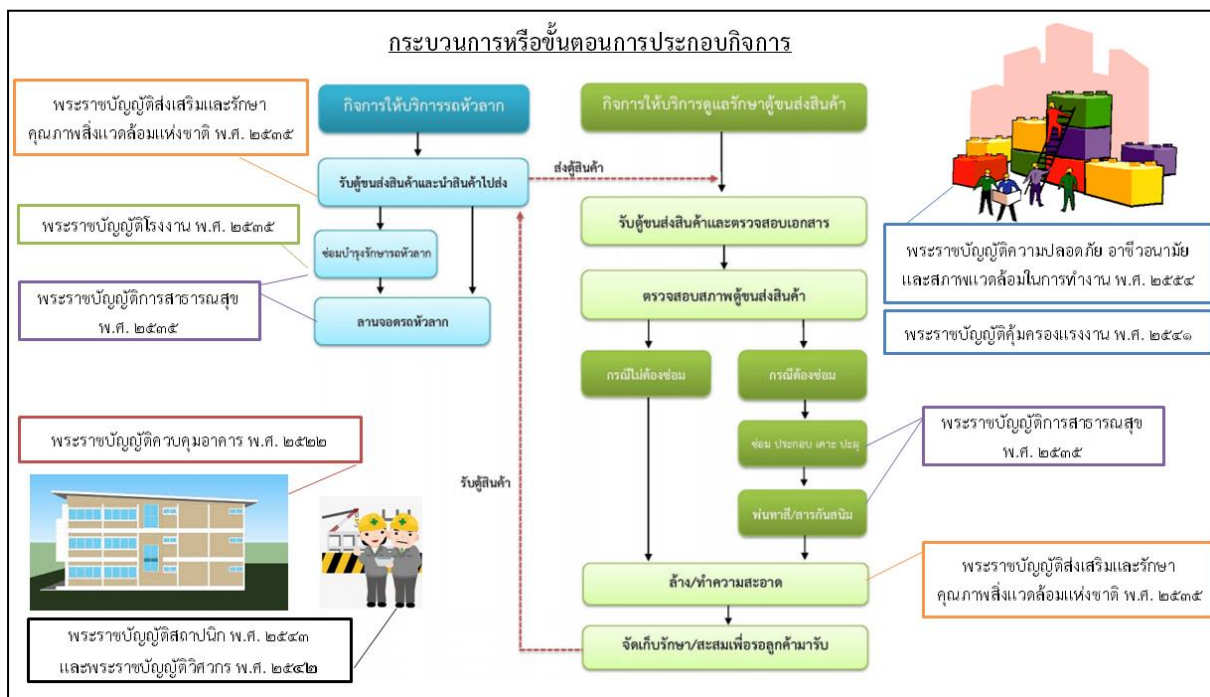 กระบวนการหรือขั้นตอนการประกอบกิจการ
พระราชบัญญัติส่งเสริมและรักษา
คุณภาพสิ่งแวดล้อมแห่งชาติ พ.ศ. ๒๕๓๕
กิจการให้บริการรถหัวลาก
กิจการให้บริการดูแลรักษาตู้ขนส่งสินค้า
รับตู้ขนส่งสินค้าและนำสินค้าไปส่ง
ส่งตู้สินค้า
พระราชบัญญัติโรงงาน พ.ศ. ๒๕๓๕
ซ่อมบำรุงรักษารถหัวลาก
พระราชบัญญัติการสาธารณสุข
พ.ศ. ๒๕๓๕
ลานจอดรถหัวลาก
รับตู้ขนส่งสินค้าและตรวจสอบเอกสาร
ตรวจสอบสภาพตู้ขนส่งสินค้า
พระราชบัญญัติความปลอดภัย อาชีวอนามัย
และสภาพแวดล้อมในการทำงาน พ.ศ. ๒๕๕๔
พระราชบัญญัติคุ้มครองแรงงาน พ.ศ. ๒๕๔๑
กรณีไม่ต้องซ่อม
กรณีต้องซ่อม
พระราชบัญญัติควบคุมอาคาร พ.ศ. ๒๕๒๒
ซ่อม ประกอบ เคาะ ปะผุ
พระราชบัญญัติการสาธารณสุข
พ.ศ. ๒๕๓๕
รับตู้สินค้า
พ่นทาสี/สารกันสนิม
ล้าง/ทำความสะอาด
พระราชบัญญัติส่งเสริมและรักษา
คุณภาพสิ่งแวดล้อมแห่งชาติ พ.ศ. ๒๕๓๕
พระราชบัญญัติสถาปนิก พ.ศ. ๒๕๔๓
และพระราชบัญญัติวิศวกร พ.ศ. ๒๕๔๒
จัดเก็บรักษา/สะสมเพื่อรอลูกค้ามารับ